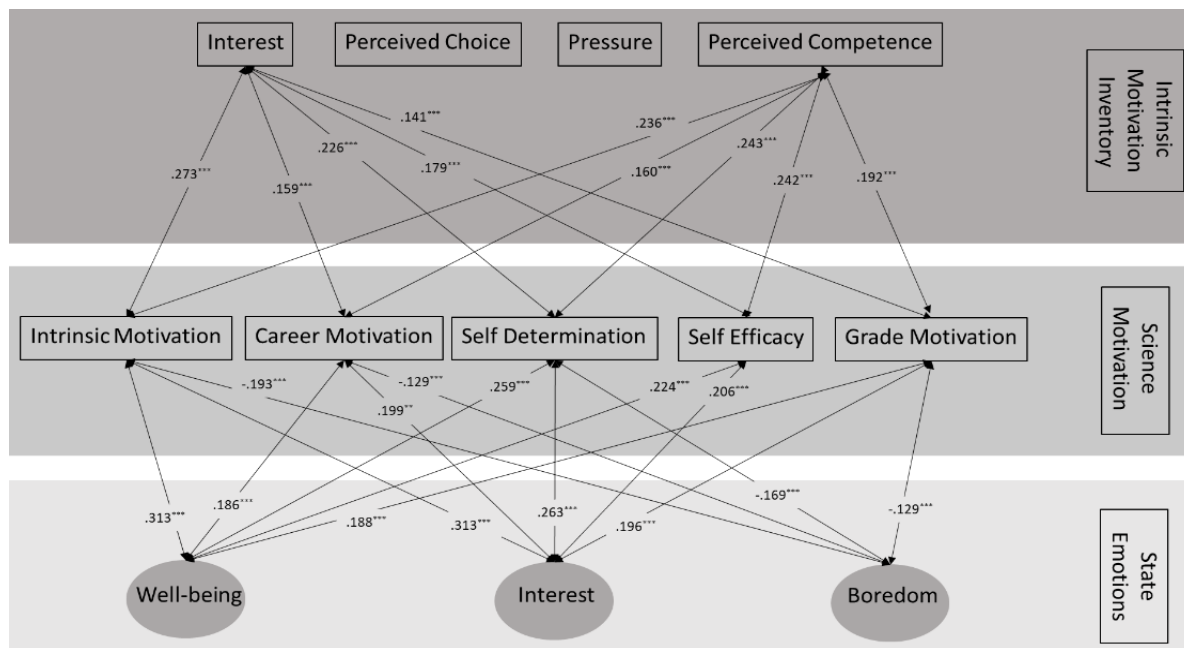 Interest
Perceived Choice
Pressure
Perceived Competence
Intrinsic
Motivation
Inventory
.141***
.236***
.226***
.243***
.179***
.273***
.160***
.242***
.192***
.159***
Intrinsic Motivation
Career Motivation
Self Determination
Self Efficacy
Grade Motivation
Science
Motivation
-.193***
-.129***
.259***
.224***
.206***
.199**
.186***
-.169***
.313***
.188***
.313***
.263***
.196***
-.129***
Well-being
Interest
Boredom
State
Emotions